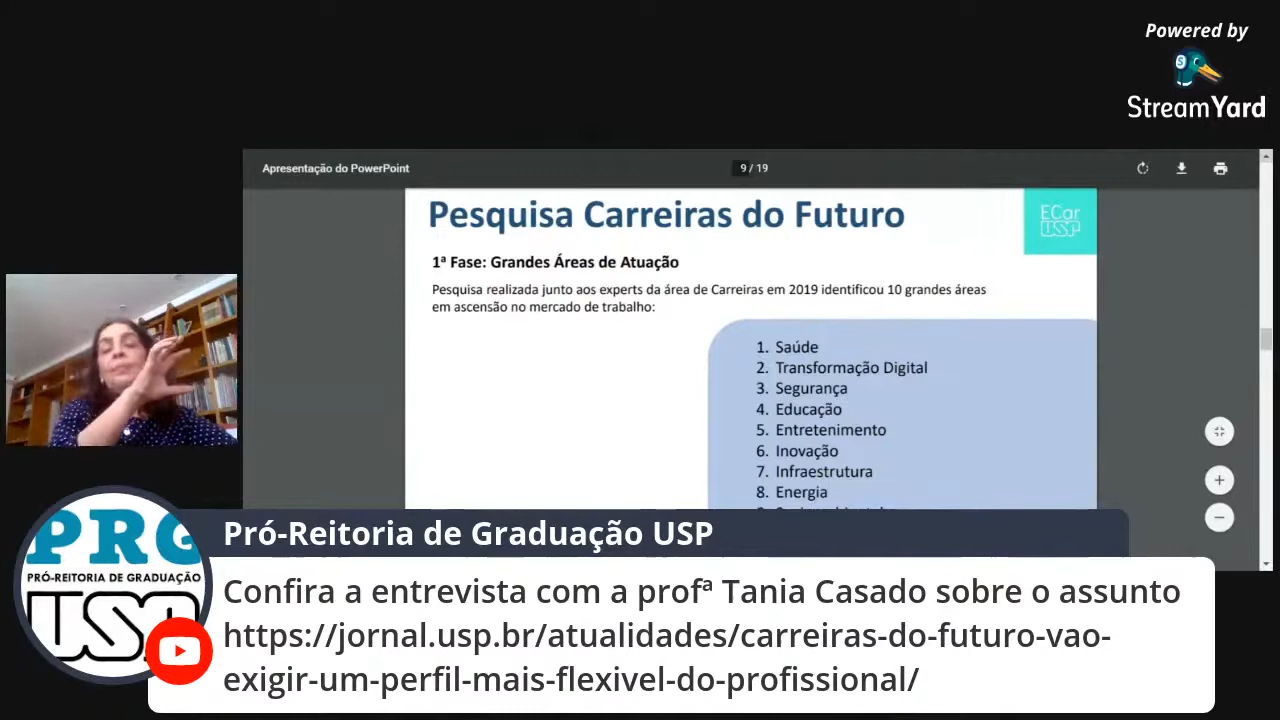 Powered by
StreamYard
Apresentação do PowerPoint
9 / 19
Pesquisa Carreiras do Futuro
ECar
USP
1ª Fase: Grandes Áreas de Atuação
Pesquisa realizada junto aos experts da área de Carreiras em 2019 identificou 10 grandes áreas
em ascensão no mercado de trabalho:
1. Saúde
2. Transformação Digital
3. Segurança
4. Educação
5. Entretenimento
6. Inovação
7. Infraestrutura
8. Energia
PRG
PRÓ-REITORIA DE GRADUAÇÃO
USP
Pró-Reitoria de Graduação USP
Confira a entrevista com a profª Tania Casado sobre o assunto
https://jornal.usp.br/atualidades/carreiras-do-futuro-vao-
exigir-um-perfil-mais-flexivel-do-profissional/